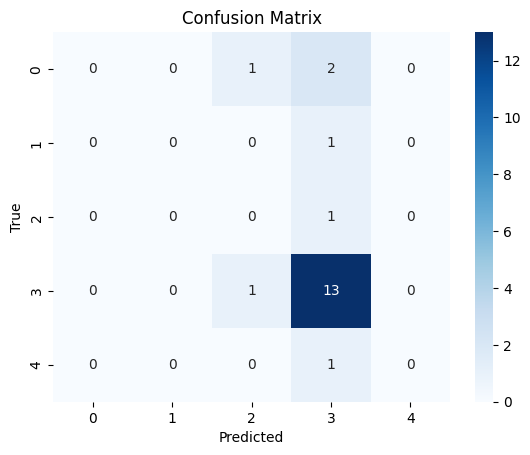 Confusion Matrix
True
0 0 0 1 2 0
1 0 0 0 1 0
2 0 0 0 1 0
3 0 0 1 13 0
4 0 0 0 1 0
0 1 2 3 4
Predicted
12
10
8
6
4
2
0